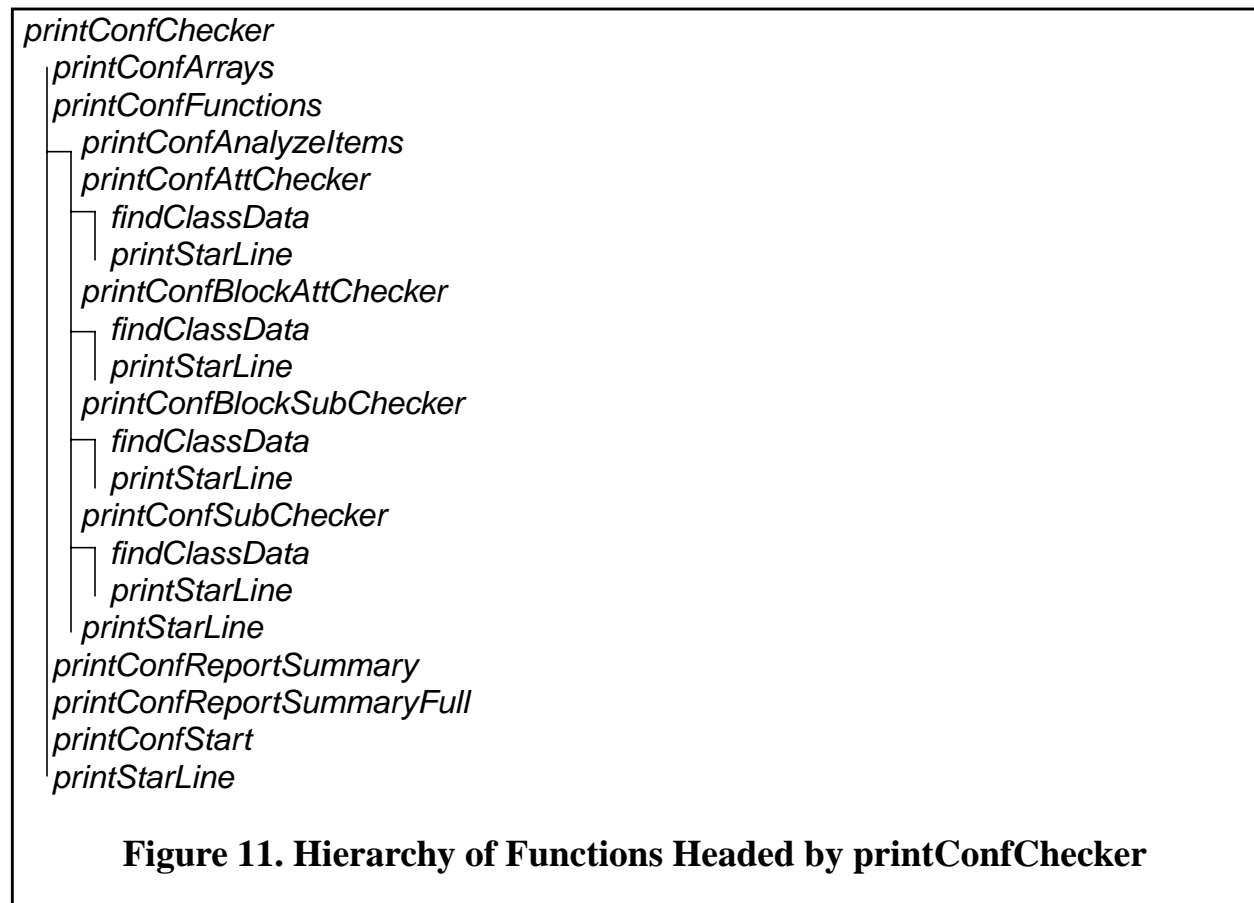 printConfChecker
printConfArrays
printConfFunctions
printConfAnalyzeItems
printConfAttChecker
findClassData
printStarLine
printConfBlockAttChecker
findClassData
printStarLine
printConfBlockSubChecker
findClassData
printStarLine
printConfSubChecker
findClassData
printStarLine
printStarLine
printConfReportSummary
printConfReportSummaryFull
printConfStart
printStarLine
Figure 11. Hierarchy of Functions Headed by printConfChecker